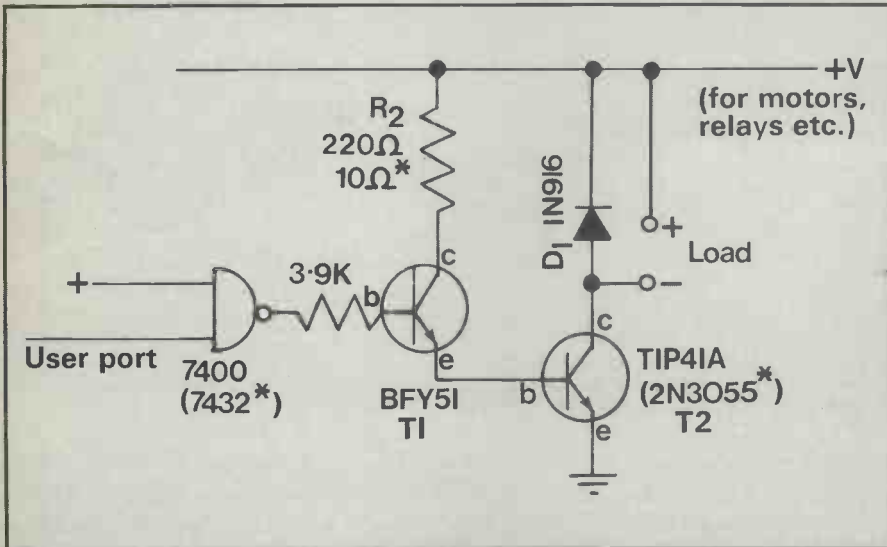 +V
(for motors,
relays etc.)
R2
220Ω
10Ω*
D1 IN916
+
Load
−
c
3·9K
b
+
e
User port
7400
(7432*)
BFY51
T1
c
b
e
TIP41A
(2N3055*)
T2